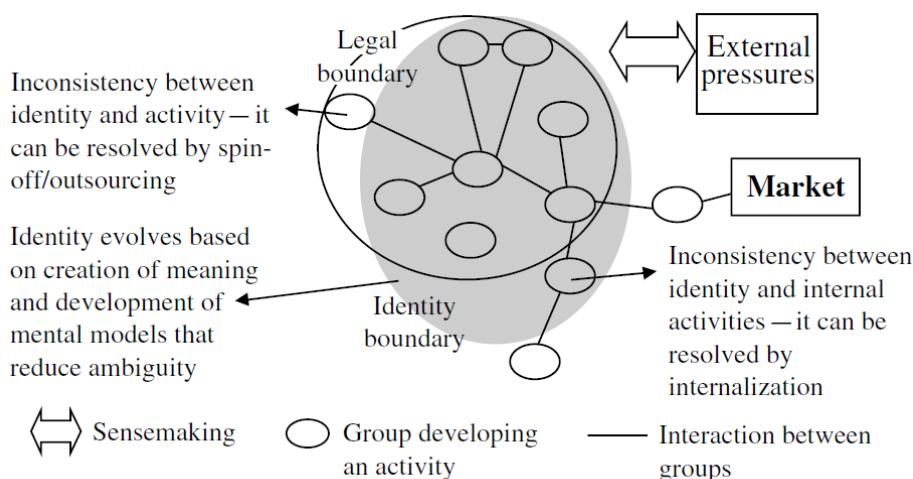 Legal
boundary
External
pressures
Inconsistency between
identity and activity—it
can be resolved by spin-
off/outsourcing
Market
Identity evolves based
on creation of meaning
and development of
mental models that
reduce ambiguity
Identity
boundary
Inconsistency between
identity and internal
activities—it can be
resolved by
internalization
Sensemaking
Group developing
an activity
Interaction between
groups